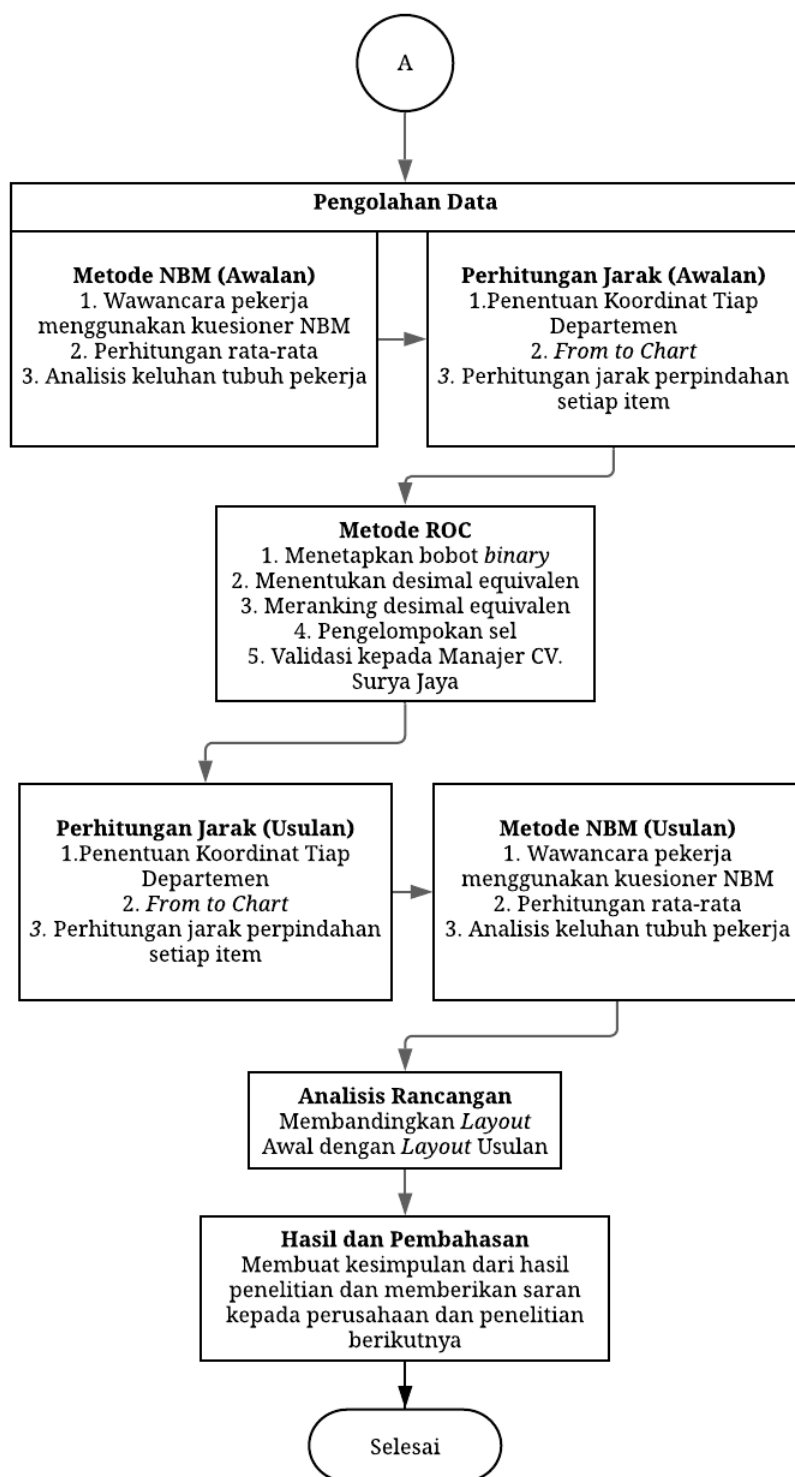 A
Pengolahan Data
Metode NBM (Awalan)
1. Wawancara pekerja
menggunakan kuesioner NBM
2. Perhitungan rata-rata
3. Analisis keluhan tubuh pekerja
Perhitungan Jarak (Awalan)
1.Penentuan Koordinat Tiap
Departemen
2. From to Chart
3. Perhitungan jarak perpindahan
setiap item
Metode ROC
1. Menetapkan bobot binary
2. Menentukan desimal equivalen
3. Meranking desimal equivalen
4. Pengelompokan sel
5. Validasi kepada Manajer CV.
Surya Jaya
Perhitungan Jarak (Usulan)
1.Penentuan Koordinat Tiap
Departemen
2. From to Chart
3. Perhitungan jarak perpindahan
setiap item
Metode NBM (Usulan)
1. Wawancara pekerja
menggunakan kuesioner NBM
2. Perhitungan rata-rata
3. Analisis keluhan tubuh pekerja
Analisis Rancangan
Membandingkan Layout
Awal dengan Layout Usulan
Hasil dan Pembahasan
Membuat kesimpulan dari hasil
penelitian dan memberikan saran
kepada perusahaan dan penelitian
berikutnya
Selesai